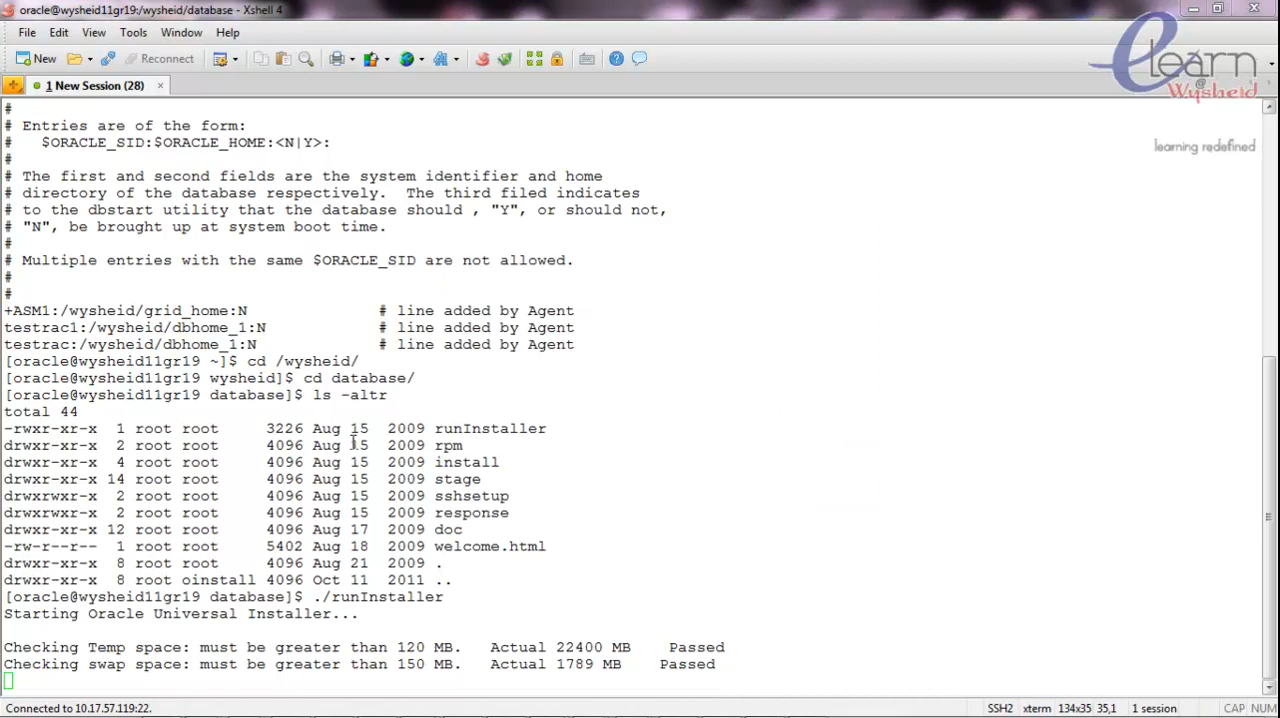 oracle@wysheid11gr19:/wysheid/database - Xshell 4
File Edit View Tools Window Help
New Reconnect
1 New Session (28) ×
elearn
@
Wysheid
learning redefined
#
# Entries are of the form:
#   $ORACLE_SID:$ORACLE_HOME:<N|Y>:
#
# The first and second fields are the system identifier and home
# directory of the database respectively.  The third filed indicates
# to the dbstart utility that the database should , "Y", or should not,
# "N", be brought up at system boot time.
#
# Multiple entries with the same $ORACLE_SID are not allowed.
#
#
+ASM1:/wysheid/grid_home:N              # line added by Agent
testrac1:/wysheid/dbhome_1:N            # line added by Agent
testrac:/wysheid/dbhome_1:N             # line added by Agent
[oracle@wysheid11gr19 ~]$ cd /wysheid/
[oracle@wysheid11gr19 wysheid]$ cd database/
[oracle@wysheid11gr19 database]$ ls -altr
total 44
-rwxr-xr-x  1 root root     3226 Aug 15  2009 runInstaller
drwxr-xr-x  2 root root     4096 Aug 15  2009 rpm
drwxr-xr-x  4 root root     4096 Aug 15  2009 install
drwxr-xr-x 14 root root     4096 Aug 15  2009 stage
drwxrwxr-x  2 root root     4096 Aug 15  2009 sshsetup
drwxrwxr-x  2 root root     4096 Aug 15  2009 response
drwxr-xr-x 12 root root     4096 Aug 17  2009 doc
-rw-r--r--  1 root root     5402 Aug 18  2009 welcome.html
drwxr-xr-x  8 root root     4096 Aug 21  2009 .
drwxr-xr-x  8 root oinstall 4096 Oct 11  2011 ..
[oracle@wysheid11gr19 database]$ ./runInstaller
Starting Oracle Universal Installer...
Checking Temp space: must be greater than 120 MB.   Actual 22400 MB    Passed
Checking swap space: must be greater than 150 MB.   Actual 1789 MB    Passed
Connected to 10.17.57.119:22. SSH2 xterm 134x35 35,1 1 session CAP NUM